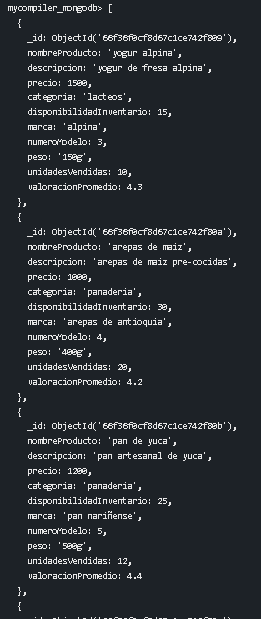 mycompiler_mongodb> [
{
_id: ObjectId('66f36f0cf8d67c1ce742f809'),
nombreProducto: 'yogur alpina',
descripcion: 'yogur de fresa alpina',
precio: 1500,
categoria: 'lacteos',
disponibilidadInventario: 15,
marca: 'alpina',
numeroModelo: 3,
peso: '150g',
unidadesVendidas: 10,
valoracionPromedio: 4.3
},
{
_id: ObjectId('66f36f0cf8d67c1ce742f80a'),
nombreProducto: 'arepas de maiz',
descripcion: 'arepas de maiz pre-cocidas',
precio: 1000,
categoria: 'panaderia',
disponibilidadInventario: 30,
marca: 'arepas de antioquia',
numeroModelo: 4,
peso: '400g',
unidadesVendidas: 20,
valoracionPromedio: 4.2
},
{
_id: ObjectId('66f36f0cf8d67c1ce742f80b'),
nombreProducto: 'pan de yuca',
descripcion: 'pan artesanal de yuca',
precio: 1200,
categoria: 'panaderia',
disponibilidadInventario: 25,
marca: 'pan nariñense',
numeroModelo: 5,
peso: '500g',
unidadesVendidas: 12,
valoracionPromedio: 4.4
},
{